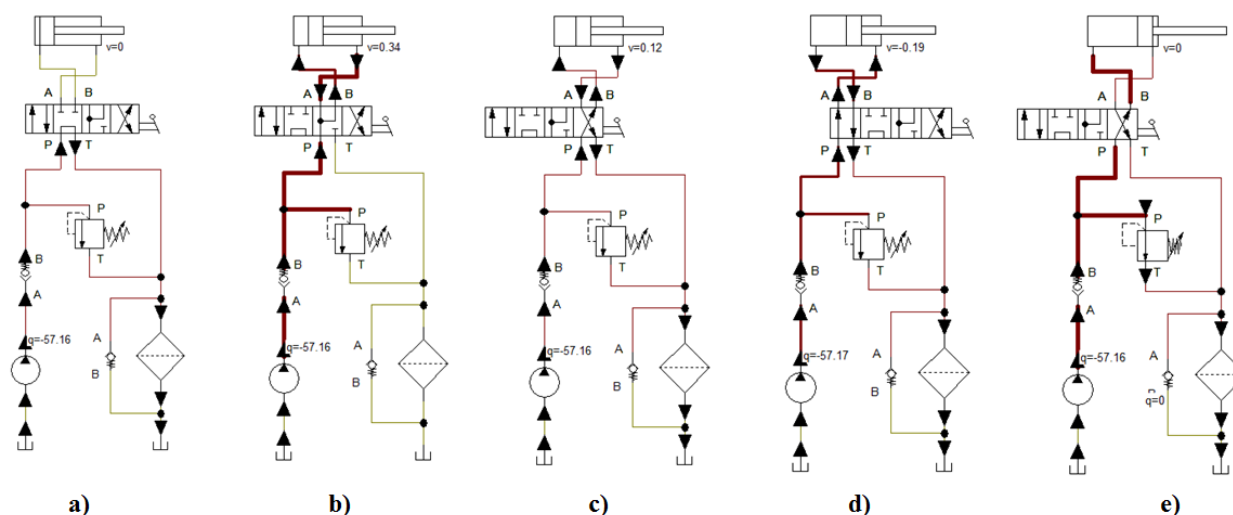 v=0
A B
P T
P
T
B
A
q=-57.16
A
B
a)
v=0.34
A B
P T
P
T
B
A
q=-57.16
A
B
b)
v=0.12
A B
P T
P
T
B
A
q=-57.16
A
B
c)
v=-0.19
A B
P T
P
T
B
A
q=-57.17
A
B
d)
v=0
A B
P T
P
T
B
A
q=-57.16
A
B
q=0
e)